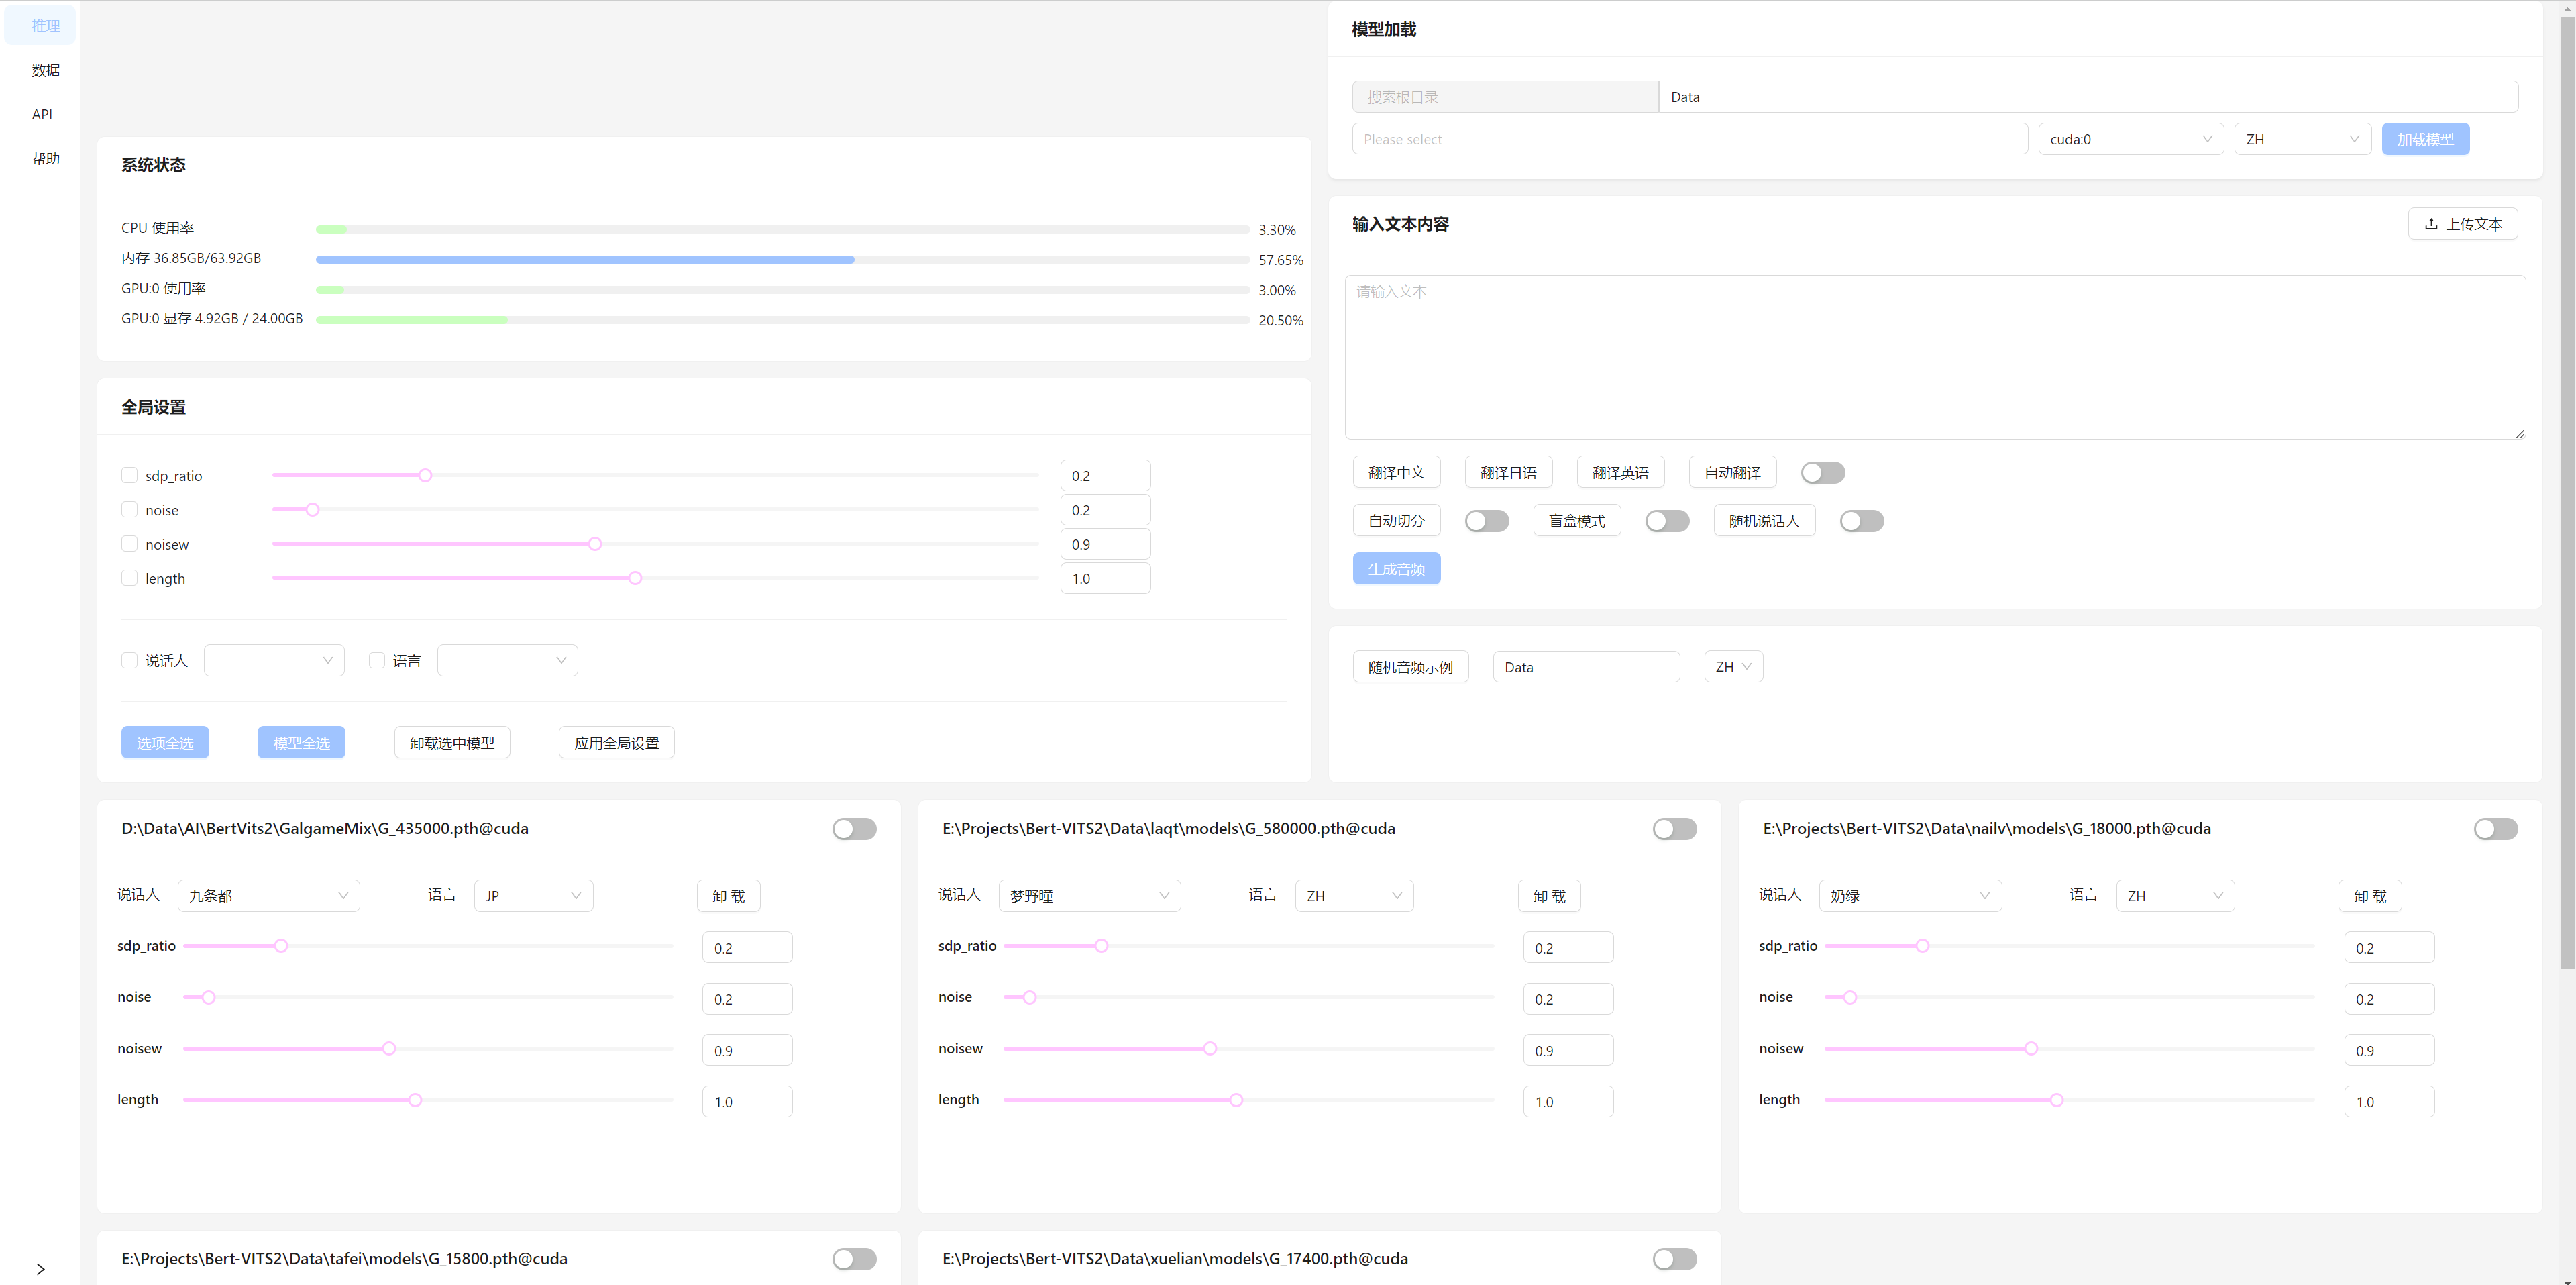 推理
数据
API
帮助
模型加载
搜索根目录 Data
Please select cuda:0 ZH 加载模型
系统状态
CPU 使用率 3.30%
内存 36.85GB/63.92GB 57.65%
GPU:0 使用率 3.00%
GPU:0 显存 4.92GB / 24.00GB 20.50%
输入文本内容 上传文本
请输入文本
翻译中文 翻译日语 翻译英语 自动翻译
自动切分 盲盒模式 随机说话人
生成音频
全局设置
sdp_ratio 0.2
noise 0.2
noisew 0.9
length 1.0
说话人 语言
选项全选 模型全选 卸载选中模型 应用全局设置
随机音频示例 Data ZH
D:\Data\AI\BertVits2\GalgameMix\G_435000.pth@cuda
说话人 九条都 语言 JP 卸 载
sdp_ratio 0.2
noise 0.2
noisew 0.9
length 1.0
E:\Projects\Bert-VITS2\Data\laqt\models\G_580000.pth@cuda
说话人 梦野瞳 语言 ZH 卸 载
sdp_ratio 0.2
noise 0.2
noisew 0.9
length 1.0
E:\Projects\Bert-VITS2\Data\nailv\models\G_18000.pth@cuda
说话人 奶绿 语言 ZH 卸 载
sdp_ratio 0.2
noise 0.2
noisew 0.9
length 1.0
E:\Projects\Bert-VITS2\Data\tafei\models\G_15800.pth@cuda
E:\Projects\Bert-VITS2\Data\xuelian\models\G_17400.pth@cuda